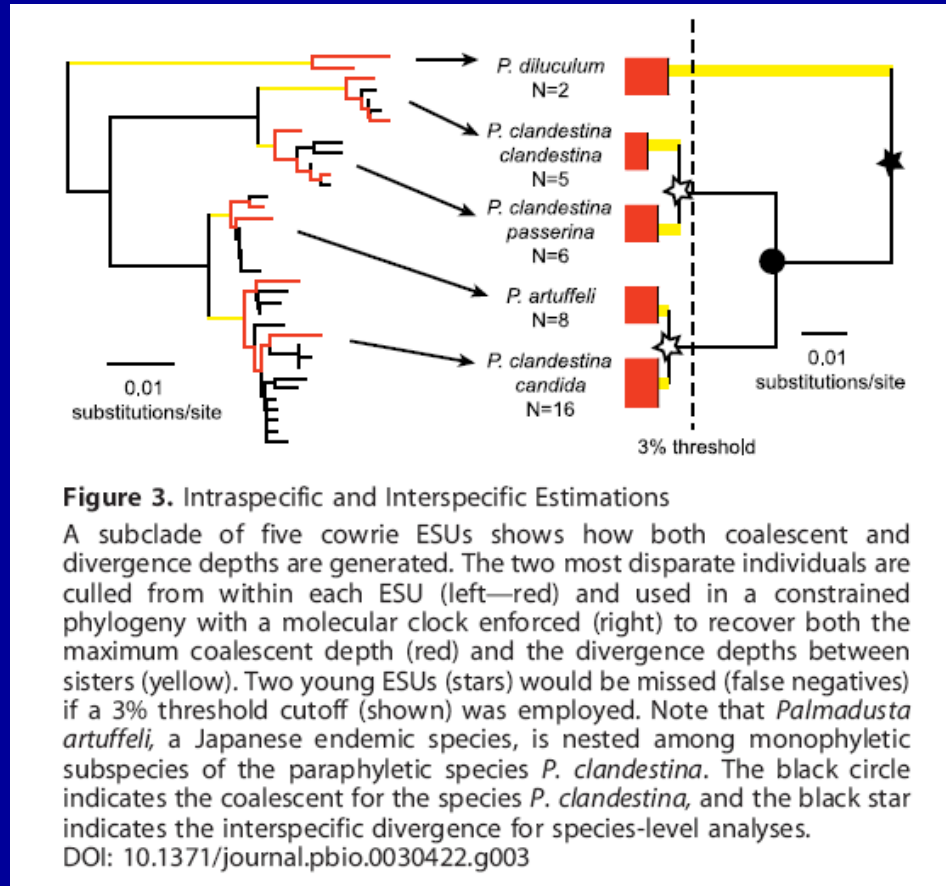 P. diluculum
N=2
P. clandestina
clandestina
N=5
P. clandestina
passerina
N=6
P. artuffeli
N=8
P. clandestina
candida
N=16
0.01
substitutions/site
0.01
substitutions/site
3% threshold
Figure 3. Intraspecific and Interspecific Estimations
A subclade of five cowrie ESUs shows how both coalescent and
divergence depths are generated. The two most disparate individuals are
culled from within each ESU (left—red) and used in a constrained
phylogeny with a molecular clock enforced (right) to recover both the
maximum coalescent depth (red) and the divergence depths between
sisters (yellow). Two young ESUs (stars) would be missed (false negatives)
if a 3% threshold cutoff (shown) was employed. Note that Palmadusta
artuffeli, a Japanese endemic species, is nested among monophyletic
subspecies of the paraphyletic species P. clandestina. The black circle
indicates the coalescent for the species P. clandestina, and the black star
indicates the interspecific divergence for species-level analyses.
DOI: 10.1371/journal.pbio.0030422.g003